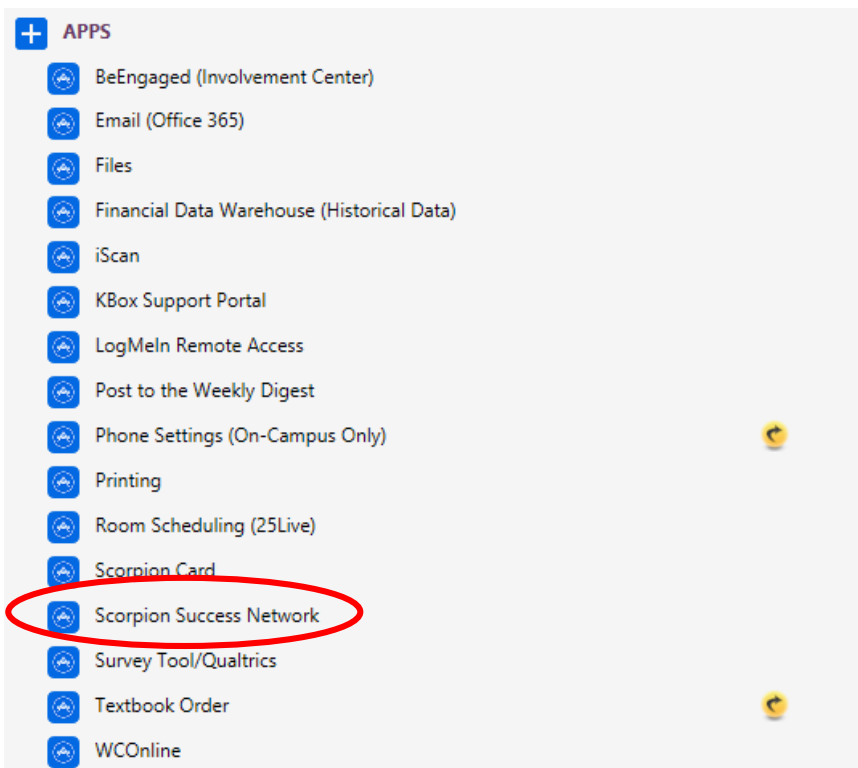 APPS
BeEngaged (Involvement Center)
Email (Office 365)
Files
Financial Data Warehouse (Historical Data)
iScan
KBox Support Portal
LogMeIn Remote Access
Post to the Weekly Digest
Phone Settings (On-Campus Only)
Printing
Room Scheduling (25Live)
Scorpion Card
Scorpion Success Network
Survey Tool/Qualtrics
Textbook Order
WCOnline